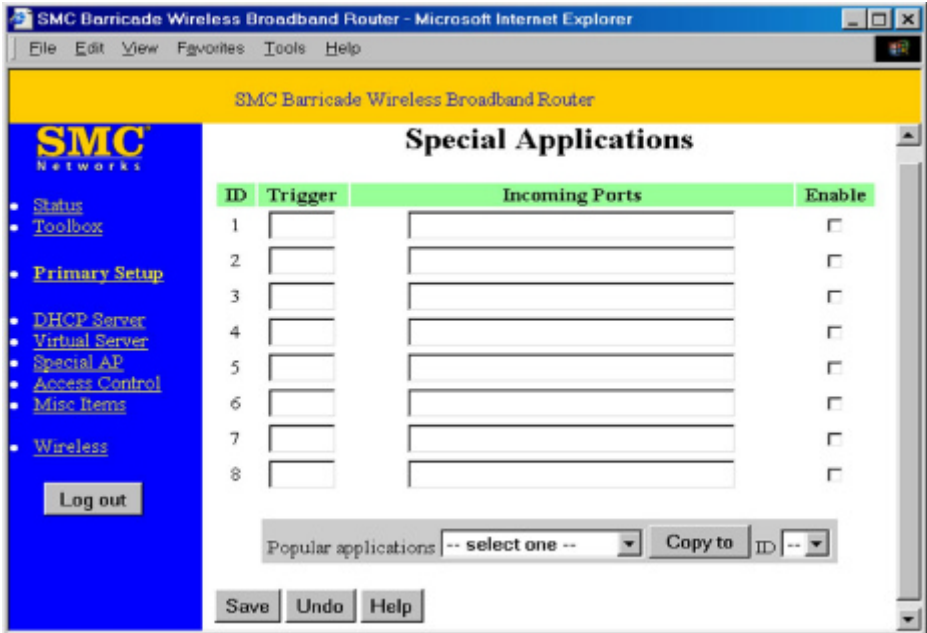 SMC Barricade Wireless Broadband Router - Microsoft Internet Explorer
File Edit View Favorites Tools Help
SMC Barricade Wireless Broadband Router
SMC
Networks
Status
Toolbox
Primary Setup
DHCP Server
Virtual Server
Special AP
Access Control
Misc Items
Wireless
Log out
Special Applications
ID Trigger Incoming Ports Enable
1
2
3
4
5
6
7
8
Popular applications -- select one -- Copy to ID --
Save Undo Help